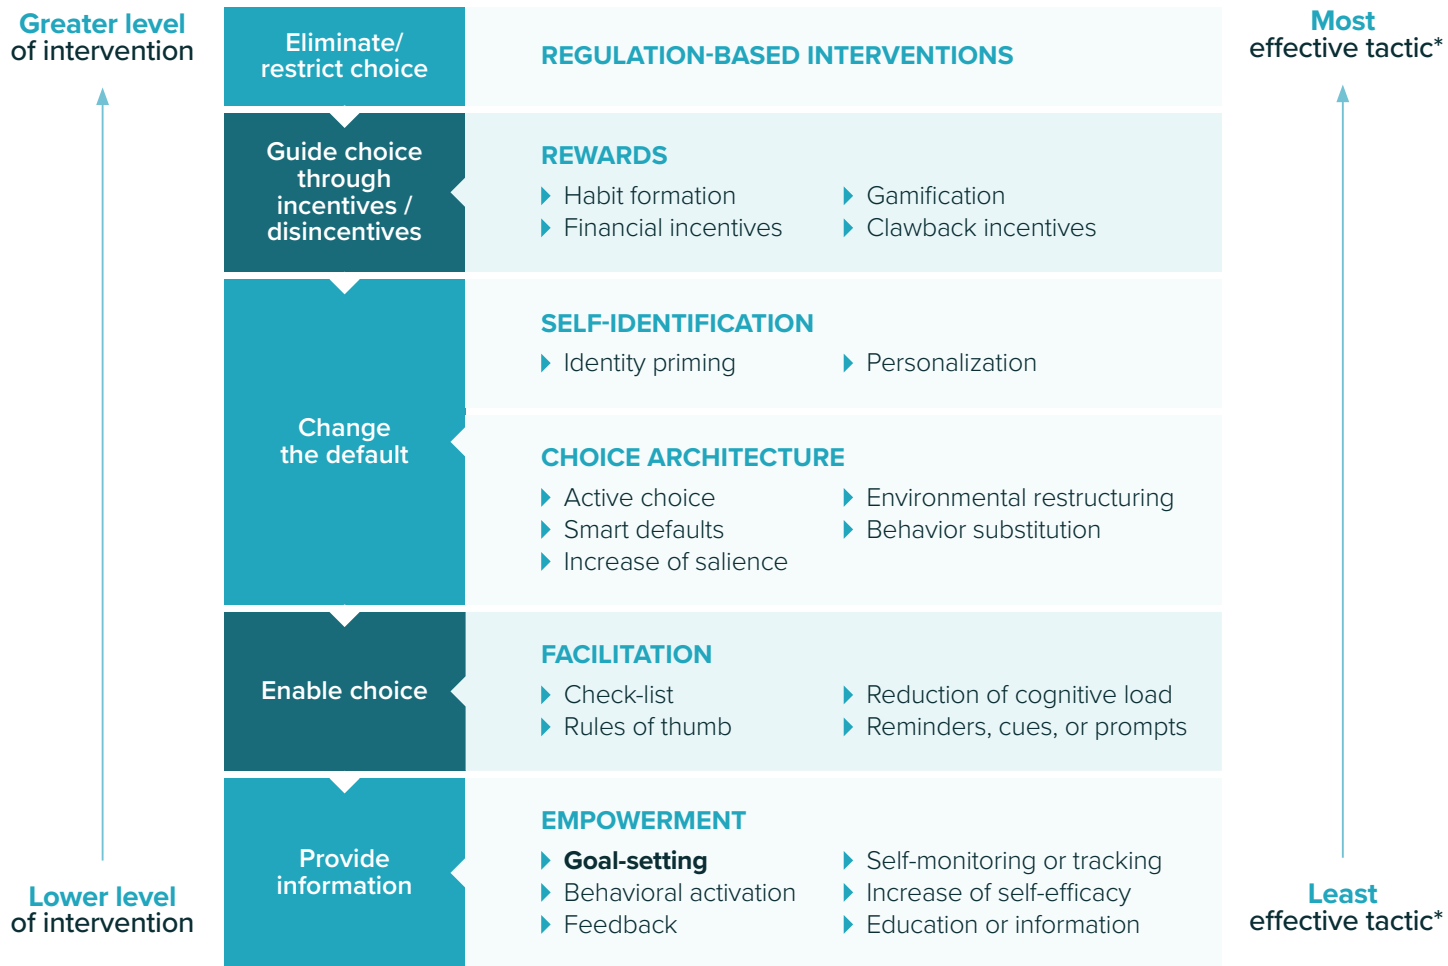 Greater level
of intervention
Most
effective tactic*
Eliminate/
restrict choice
REGULATION-BASED INTERVENTIONS
Guide choice
through
incentives /
disincentives
REWARDS
Habit formation
Financial incentives
Gamification
Clawback incentives
Change
the default
SELF-IDENTIFICATION
Identity priming
Personalization
CHOICE ARCHITECTURE
Active choice
Smart defaults
Increase of salience
Environmental restructuring
Behavior substitution
Enable choice
FACILITATION
Check-list
Rules of thumb
Reduction of cognitive load
Reminders, cues, or prompts
Provide
information
EMPOWERMENT
Goal-setting
Behavioral activation
Feedback
Self-monitoring or tracking
Increase of self-efficacy
Education or information
Lower level
of intervention
Least
effective tactic*